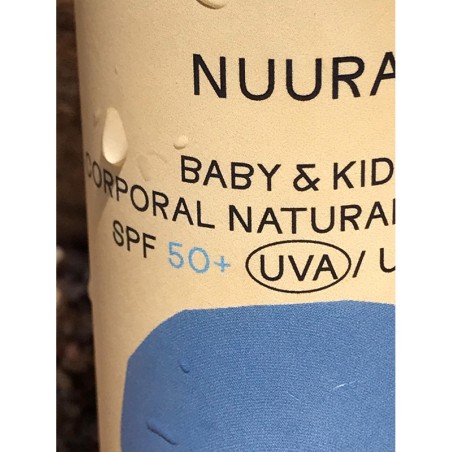 NUURA
BABY & KID
CORPORAL NATURAL
SPF 50+ UVA / U